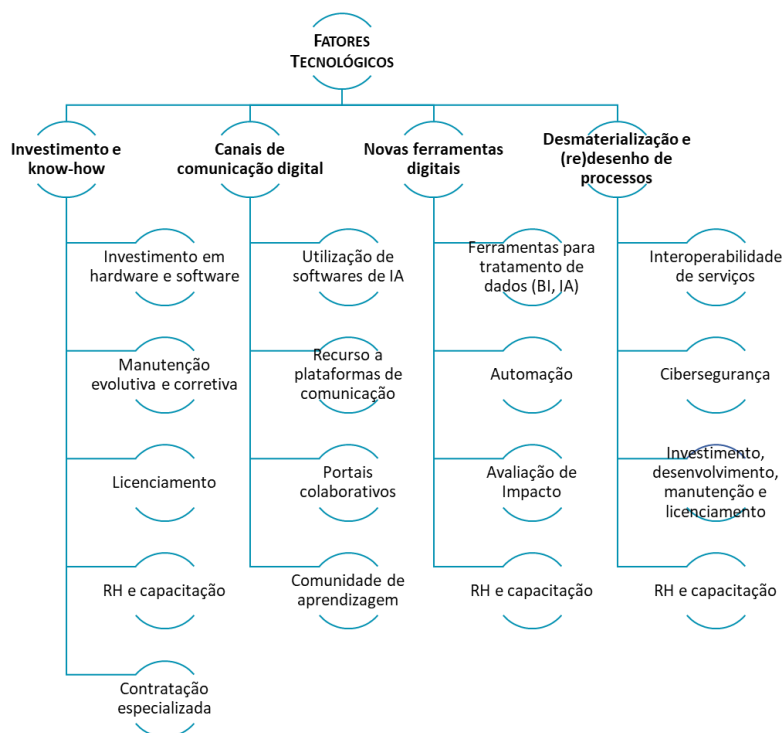 FATORES
TECNOLÓGICOS
Investimento e
know-how
Investimento em
hardware e software
Manutenção
evolutiva e corretiva
Licenciamento
RH e capacitação
Contratação
especializada
Canais de
comunicação digital
Utilização de
softwares de IA
Recurso a
plataformas de
comunicação
Portais
colaborativos
Comunidade de
aprendizagem
Novas ferramentas
digitais
Ferramentas para
tratamento de
dados (BI, IA)
Automação
Avaliação de
Impacto
RH e capacitação
Desmaterialização e
(re)desenho de
processos
Interoperabilidade
de serviços
Cibersegurança
Investimento,
desenvolvimento,
manutenção e
licenciamento
RH e capacitação